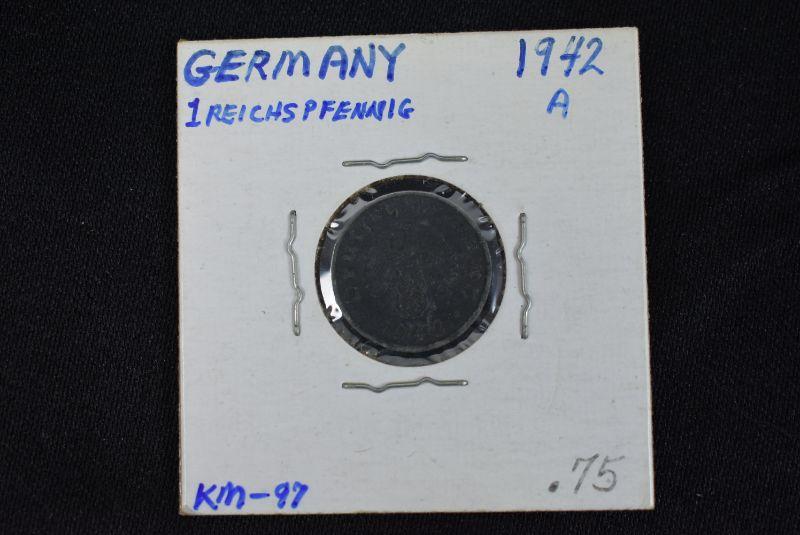 GERMANY 1942
1 REICHSPFENNIG A
KM-97
.75